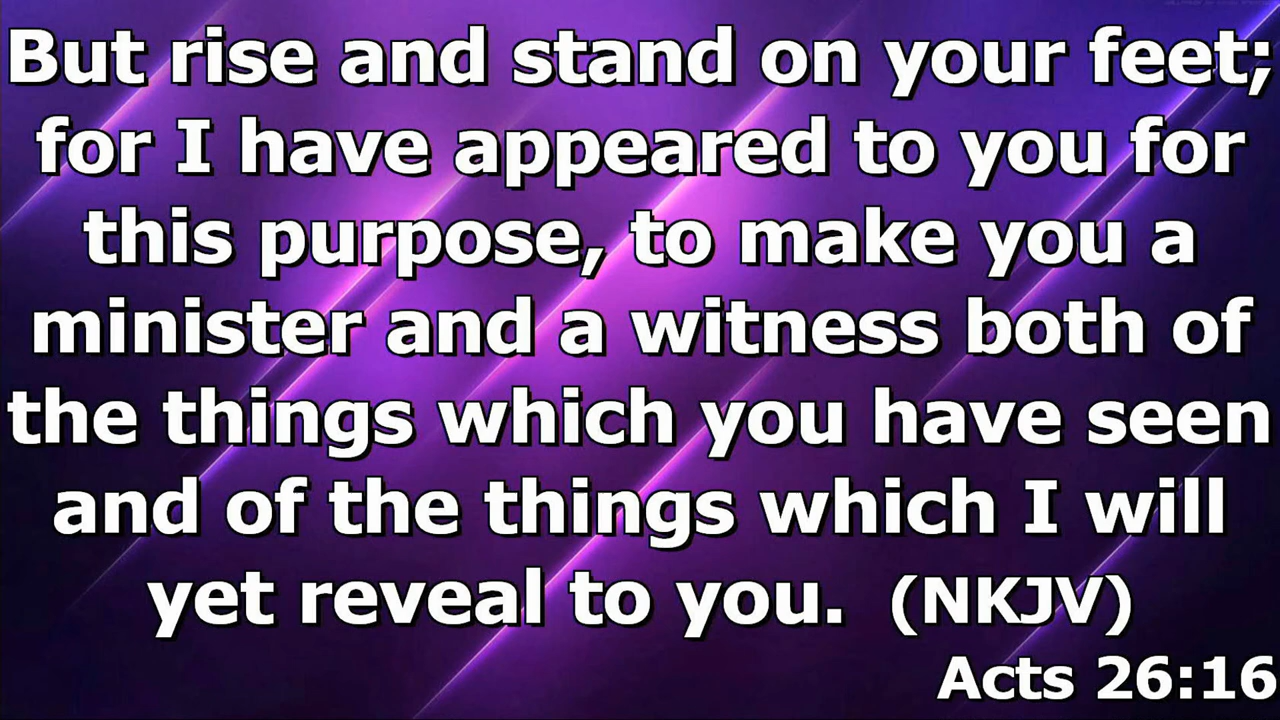 But rise and stand on your feet;
for I have appeared to you for
this purpose, to make you a
minister and a witness both of
the things which you have seen
and of the things which I will
yet reveal to you.  (NKJV)
Acts 26:16